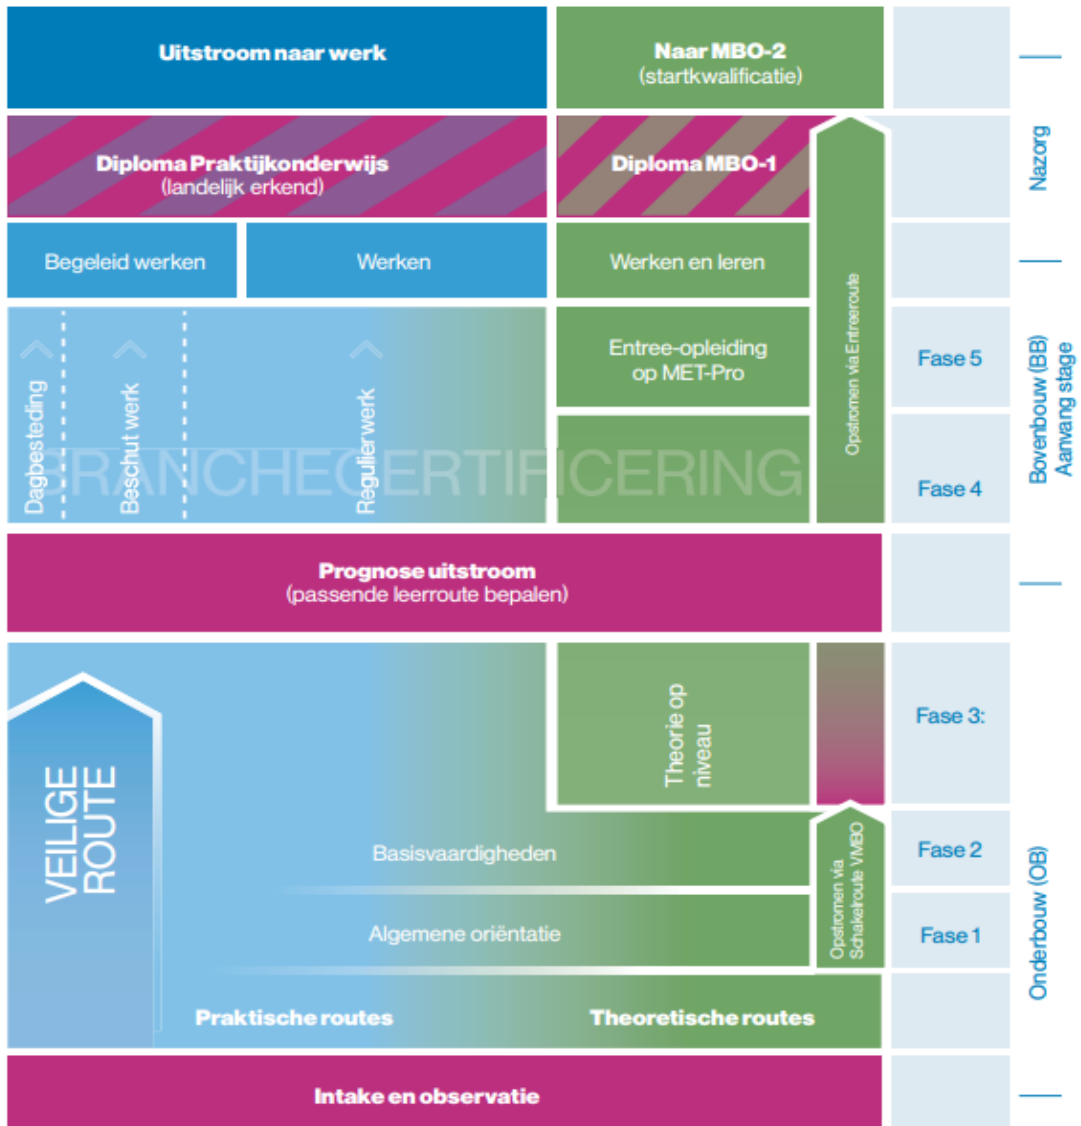 Uitstroom naar werk
Naar MBO-2
(startkwalificatie)
Diploma Praktijkonderwijs
(landelijk erkend)
Diploma MBO-1
Nazorg
Begeleid werken
Werken
Werken en leren
Opstromen via Entreeroute
Dagbesteding
Beschut werk
Regulier werk
Entree-opleiding
op MET-Pro
Fase 5
BRANCHECERTIFICERING
Fase 4
Bovenbouw (BB)
Aanvang stage
Prognose uitstroom
(passende leerroute bepalen)
VEILIGE
ROUTE
Theorie op
niveau
Fase 3:
Basisvaardigheden
Fase 2
Opstromen via
Schakelroute VMBO
Algemene oriëntatie
Fase 1
Onderbouw (OB)
Praktische routes
Theoretische routes
Intake en observatie